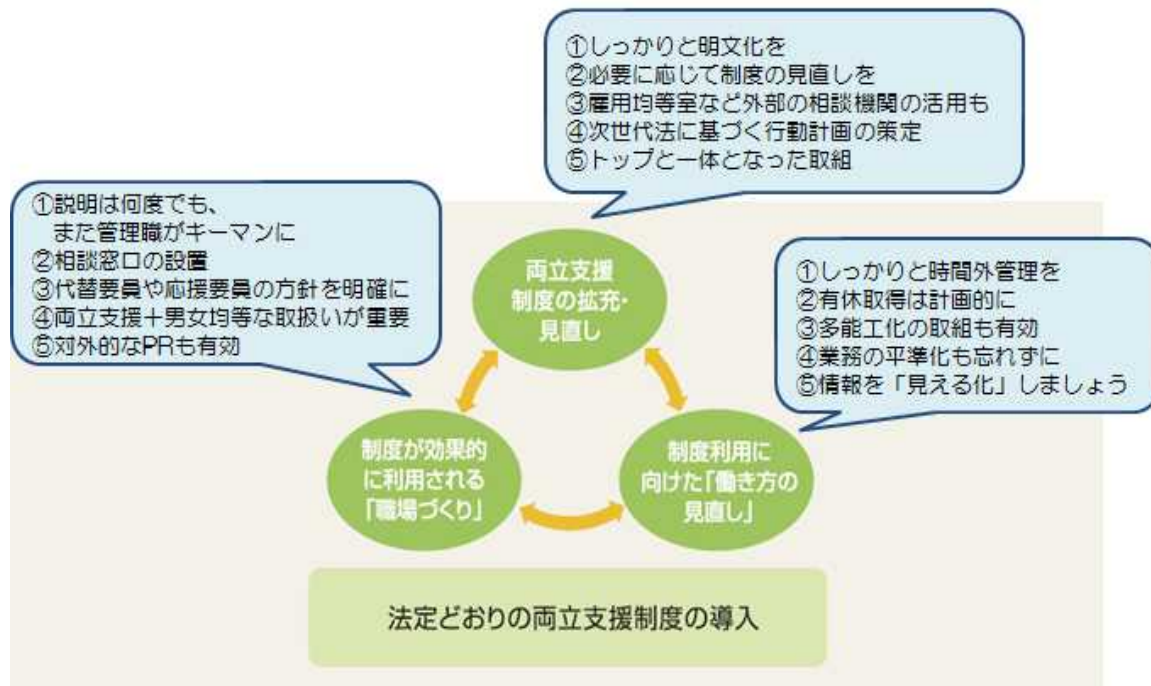 ①しっかりと明文化を
②必要に応じて制度の見直しを
③雇用均等室など外部の相談機関の活用も
④次世代法に基づく行動計画の策定
⑤トップと一体となった取組
①説明は何度でも、
また管理職がキーマンに
②相談窓口の設置
③代替要員や応援要員の方針を明確に
④両立支援＋男女均等な取扱いが重要
⑤対外的なPRも有効
両立支援
制度の拡充・
見直し
①しっかりと時間外管理を
②有休取得は計画的に
③多能工化の取組も有効
④業務の平準化も忘れずに
⑤情報を「見える化」しましょう
制度が効果的
に利用される
「職場づくり」
制度利用に
向けた「働き方の
見直し」
法定どおりの両立支援制度の導入